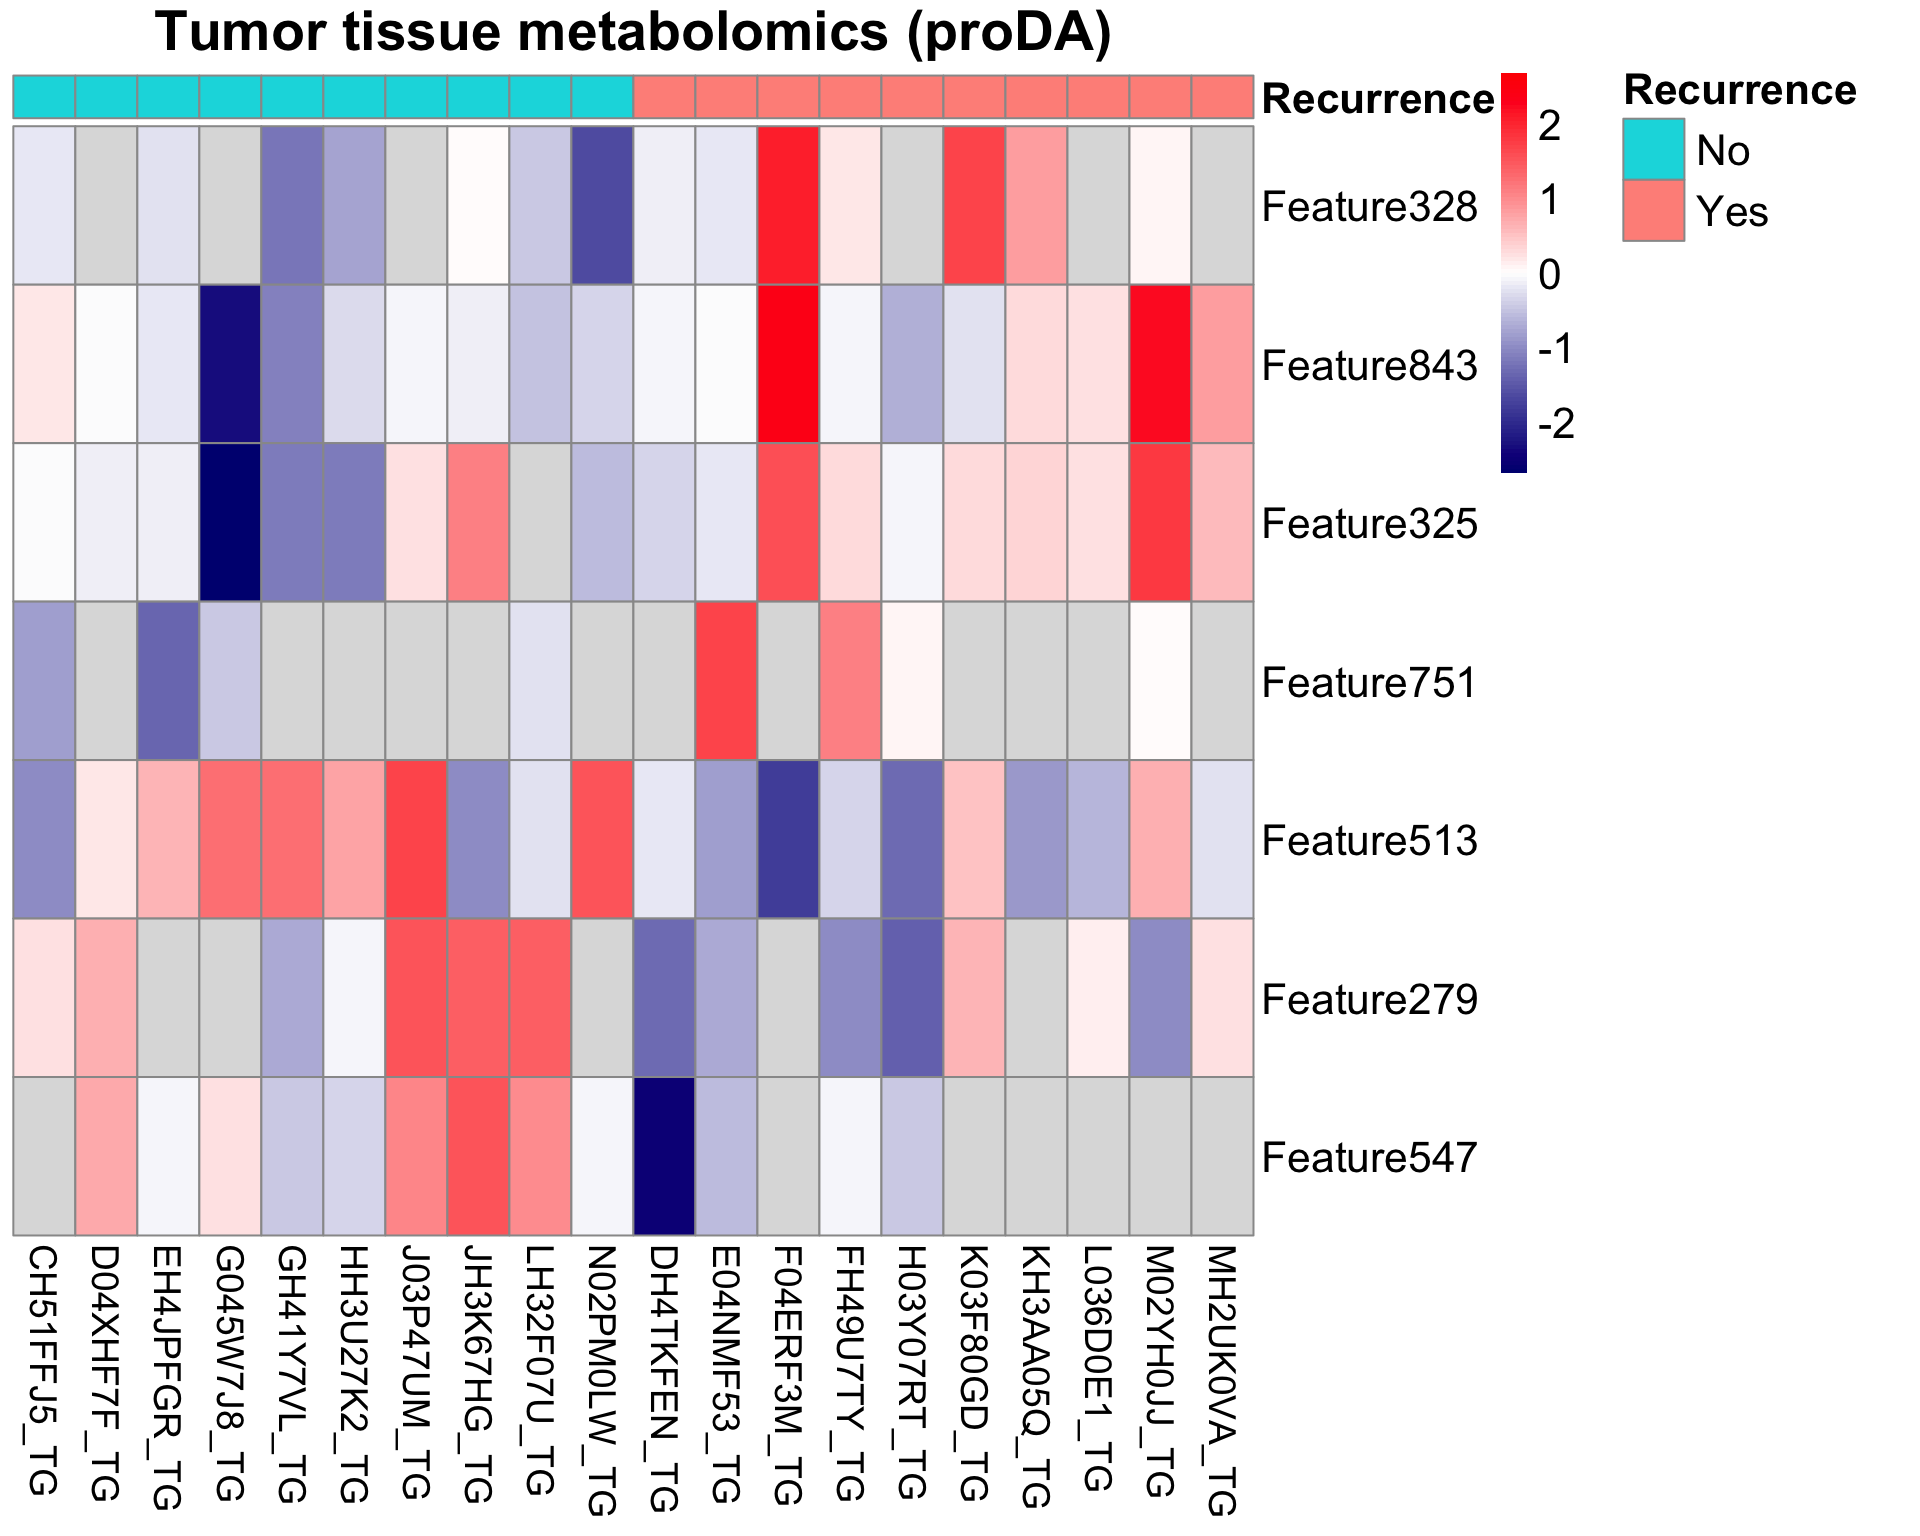 Tumor tissue metabolomics (proDA)
Recurrence
2
1
0
-1
-2
Recurrence
No
Yes
Feature328
Feature843
Feature325
Feature751
Feature513
Feature279
Feature547
CH51FFJ5_TG
D04XHF7F_TG
EH4JPFGR_TG
G045W7J8_TG
GH41Y7VL_TG
HH3U27K2_TG
J03P47UM_TG
JH3K67HG_TG
LH32F07U_TG
N02PM0LW_TG
DH4TKFEN_TG
E04NMF53_TG
F04ERF3M_TG
FH49U7TY_TG
H03Y07RT_TG
K03F80GD_TG
KH3AA05Q_TG
L036D0E1_TG
M02YH0JJ_TG
MH2UK0VA_TG